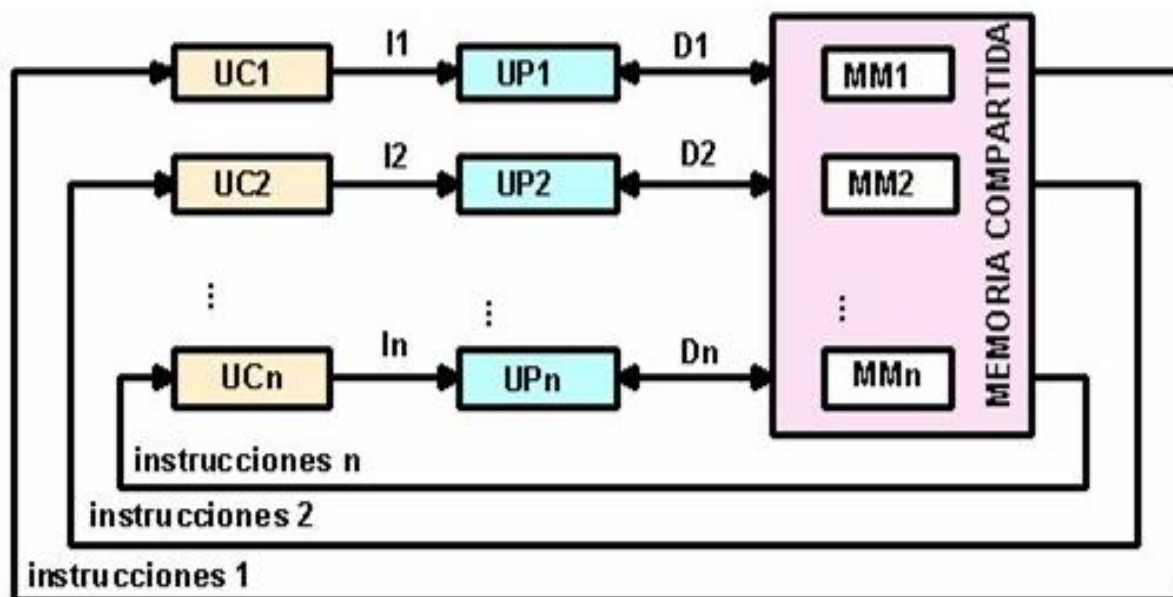 UC1 I1 UP1 D1 MM1
UC2 I2 UP2 D2 MM2
⋮ ⋮ ⋮
UCn In UPn Dn MMn
MEMORIA COMPARTIDA
instrucciones n
instrucciones 2
instrucciones 1